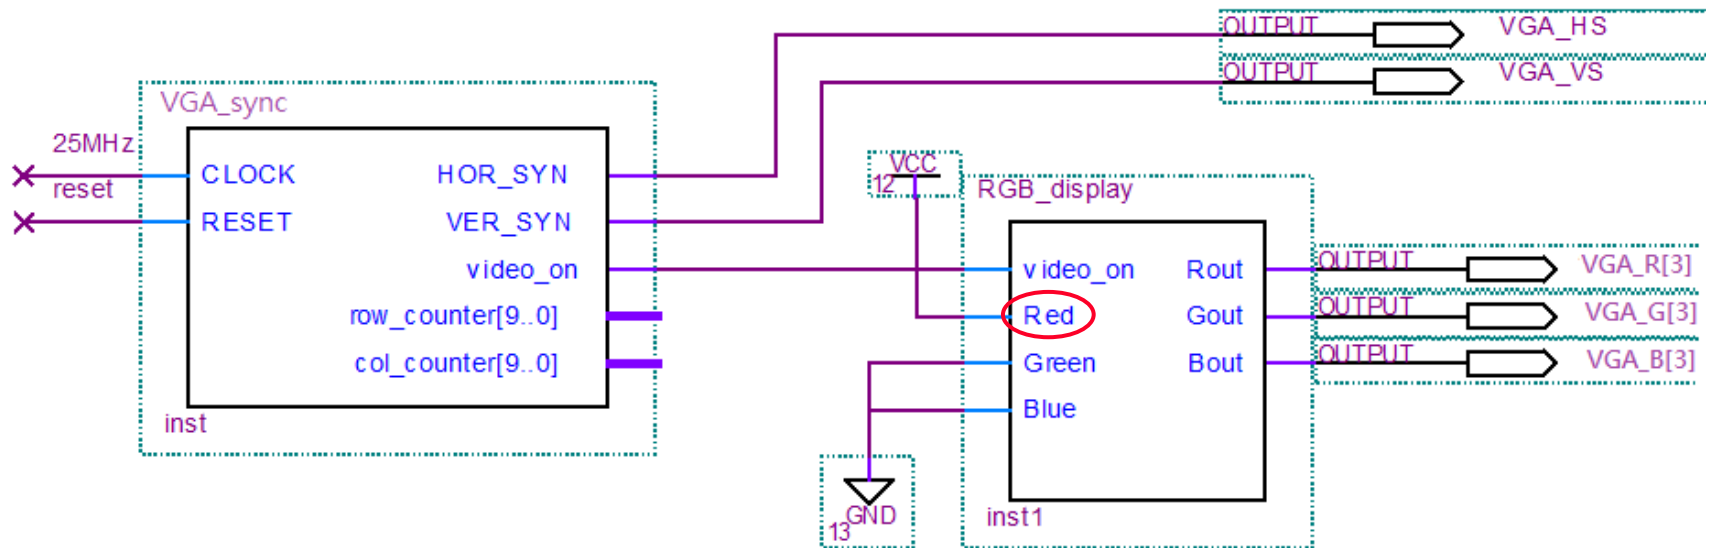 OUTPUT VGA_HS
OUTPUT VGA_VS
VGA_sync
25MHz
reset
CLOCK HOR_SYN
RESET VER_SYN
video_on
row_counter[9..0]
col_counter[9..0]
inst
VCC
12
RGB_display
video_on Rout
Red Gout
Green Bout
Blue
inst1
OUTPUT VGA_R[3]
OUTPUT VGA_G[3]
OUTPUT VGA_B[3]
GND
13